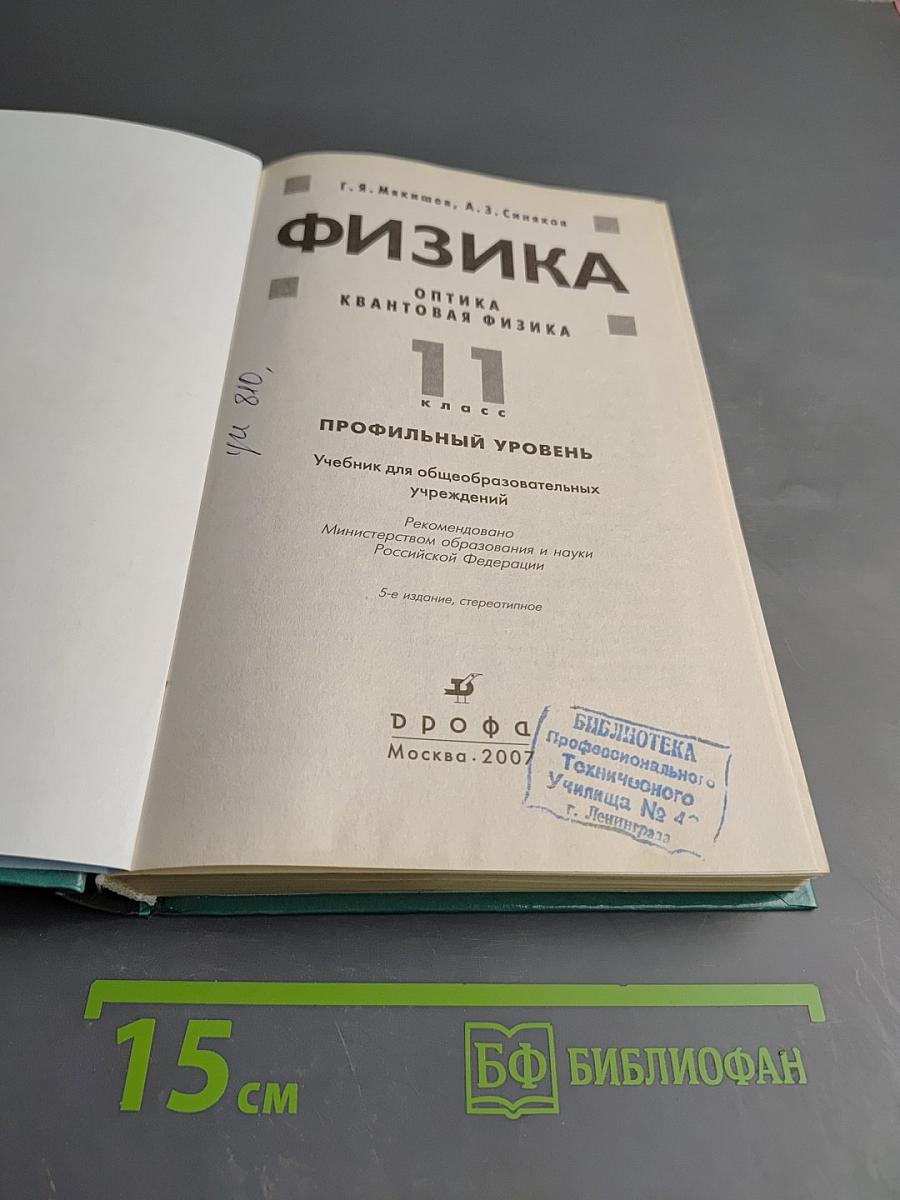 Г. Я. Мякишев, А. З. Синяков
ФИЗИКА
ОПТИКА
КВАНТОВАЯ ФИЗИКА
11
класс
ПРОФИЛЬНЫЙ УРОВЕНЬ
Учебник для общеобразовательных
учреждений
Рекомендовано
Министерством образования и науки
Российской Федерации
5-е издание, стереотипное
дрофа
Москва · 2007
БИБЛИОТЕКА
Профессионального
Технического
Училища №
г. Ленинграда
810,
15 см
БФ БИБЛИОФАН